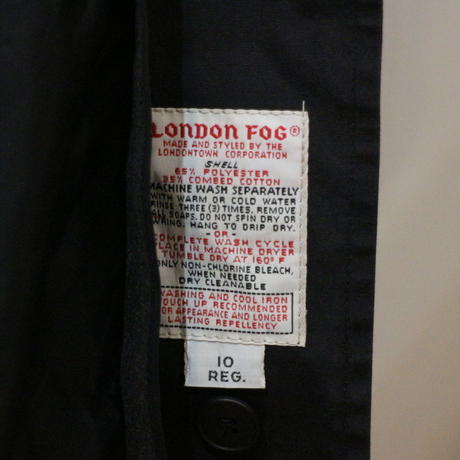 LONDON FOG®
MADE AND STYLED BY THE
LONDONTOWN CORPORATION
SHELL
65% POLYESTER
35% COMBED COTTON
MACHINE WASH SEPARATELY
WITH WARM OR COLD WATER
RINSE THREE (3) TIMES. REMOVE
SOAPS. DO NOT SPIN DRY OR
WRING. HANG TO DRIP DRY.
- OR -
COMPLETE WASH CYCLE
PLACE IN MACHINE DRYER
TUMBLE DRY AT 160° F
ONLY NON-CHLORINE BLEACH,
WHEN NEEDED
DRY CLEANABLE
WASHING AND COOL IRON
TOUCH UP RECOMMENDED
FOR APPEARANCE AND LONGER
LASTING REPELLENCY
10
REG.